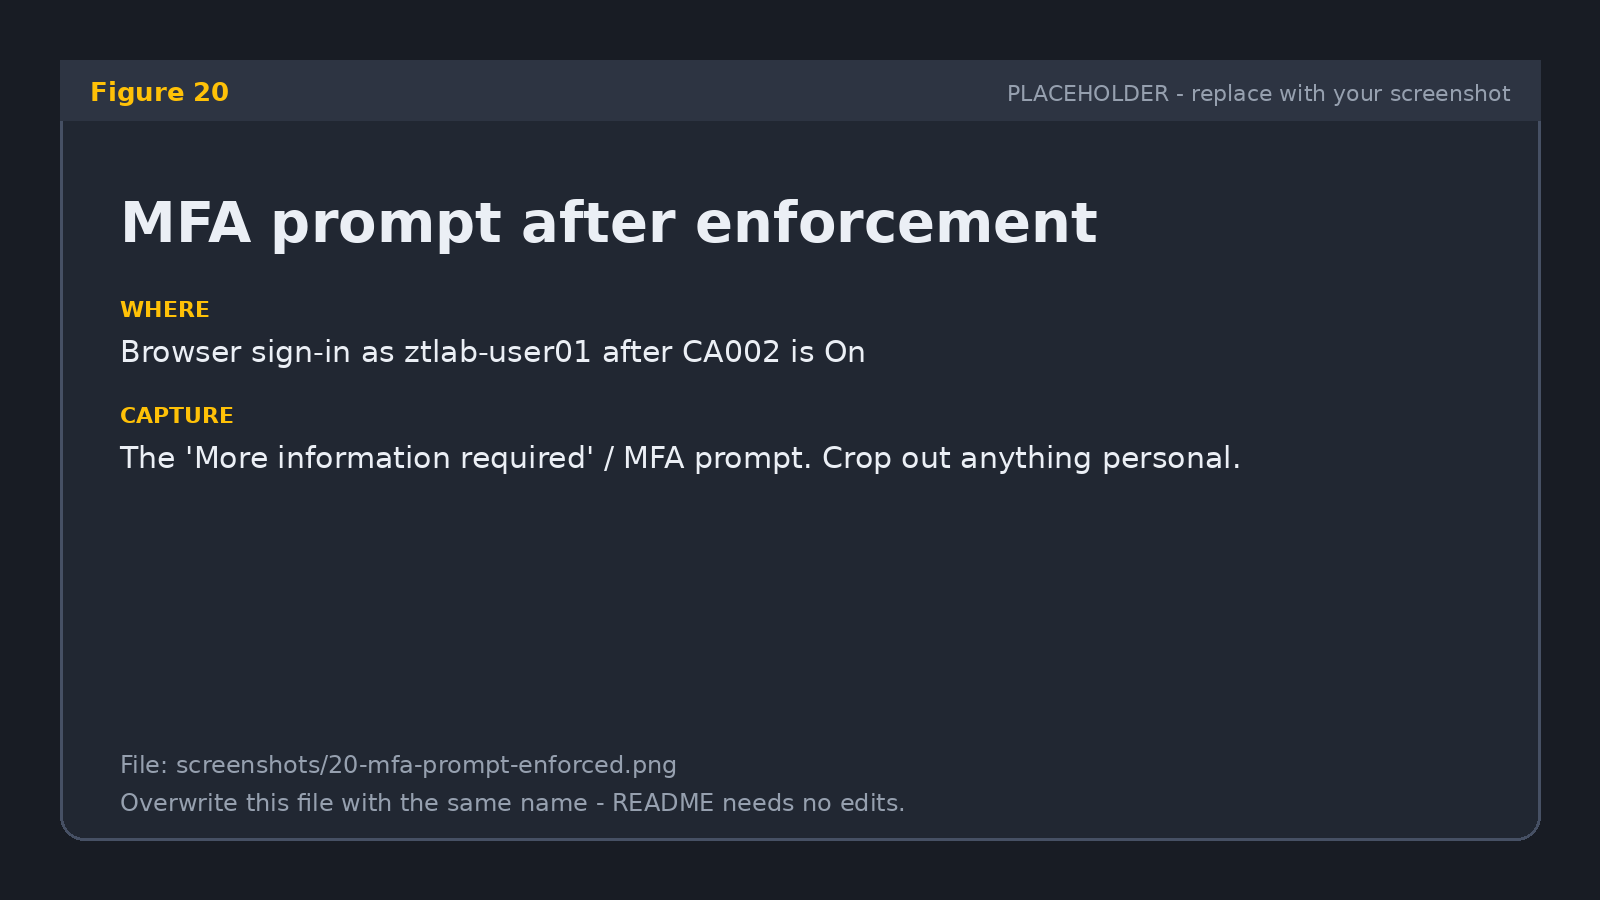 Figure 20
PLACEHOLDER - replace with your screenshot
MFA prompt after enforcement
WHERE
Browser sign-in as ztlab-user01 after CA002 is On
CAPTURE
The 'More information required' / MFA prompt. Crop out anything personal.
File: screenshots/20-mfa-prompt-enforced.png
Overwrite this file with the same name - README needs no edits.